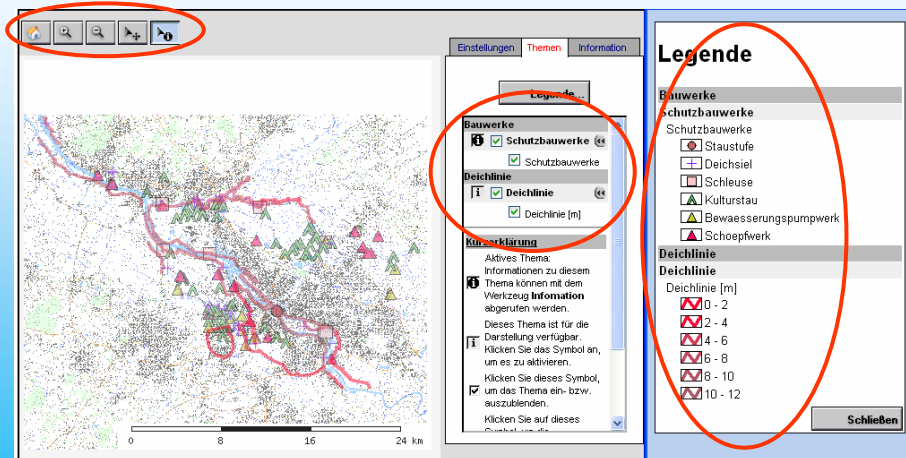 Einstellungen Themen Information
Legende...
Bauwerke
Schutzbauwerke
Schutzbauwerke
Deichlinie
Deichlinie
Deichlinie [m]
Kurzerklärung
Aktives Thema:
Informationen zu diesem
Thema können mit dem
Werkzeug Infomation
abgerufen werden.
Dieses Thema ist für die
Darstellung verfügbar.
Klicken Sie das Symbol an,
um es zu aktivieren.
Klicken Sie dieses Symbol,
um das Thema ein- bzw.
auszublenden.
Klicken Sie auf dieses
0 8 16 24 km
Legende
Bauwerke
Schutzbauwerke
Schutzbauwerke
Staustufe
Deichsiel
Schleuse
Kulturstau
Bewaesserungspumpwerk
Schoepfwerk
Deichlinie
Deichlinie
Deichlinie [m]
0 - 2
2 - 4
4 - 6
6 - 8
8 - 10
10 - 12
Schließen